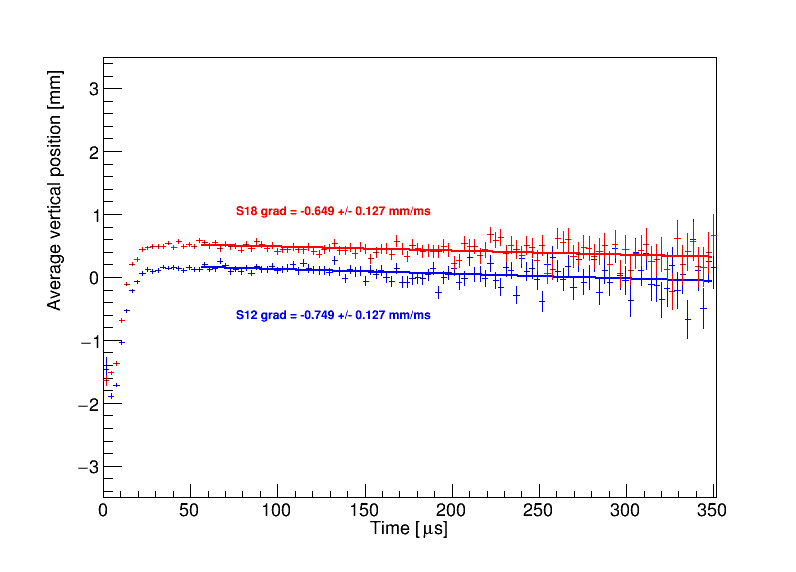 Average vertical position [mm]
3
2
1
0
−1
−2
−3
S18 grad = -0.649 +/- 0.127 mm/ms
S12 grad = -0.749 +/- 0.127 mm/ms
0 50 100 150 200 250 300 350
Time [μs]